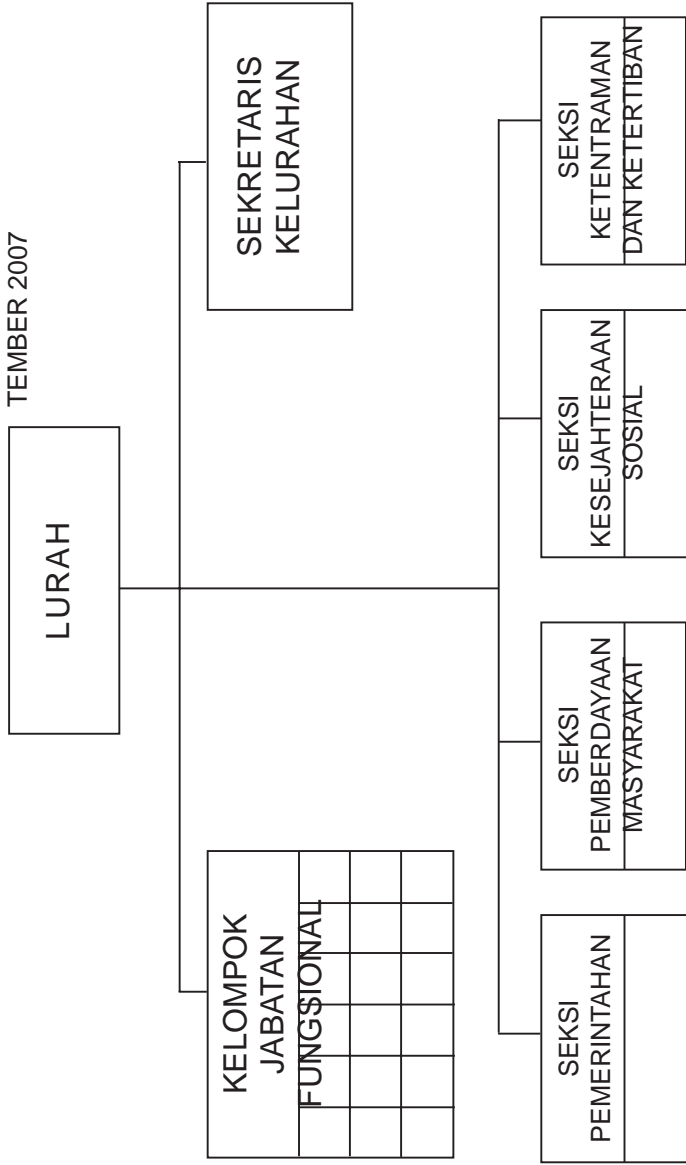 TEMBER 2007
LURAH
KELOMPOK
JABATAN
FUNGSIONAL
SEKRETARIS
KELURAHAN
SEKSI
PEMERINTAHAN
SEKSI
PEMBERDAYAAN
MASYARAKAT
SEKSI
KESEJAHTERAAN
SOSIAL
SEKSI
KETENTRAMAN
DAN KETERTIBAN